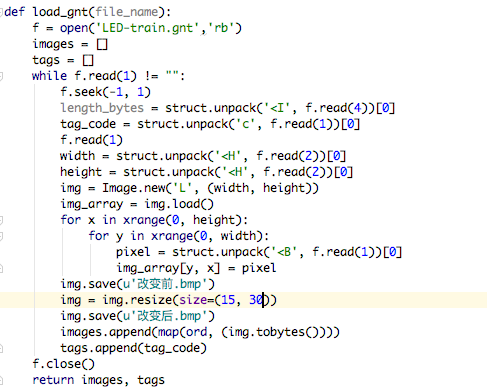 def load_gnt(file_name):
    f = open('LED-train.gnt','rb')
    images = []
    tags = []
    while f.read(1) != "":
        f.seek(-1, 1)
        length_bytes = struct.unpack('<I', f.read(4))[0]
        tag_code = struct.unpack('c', f.read(1))[0]
        f.read(1)
        width = struct.unpack('<H', f.read(2))[0]
        height = struct.unpack('<H', f.read(2))[0]
        img = Image.new('L', (width, height))
        img_array = img.load()
        for x in xrange(0, height):
            for y in xrange(0, width):
                pixel = struct.unpack('<B', f.read(1))[0]
                img_array[y, x] = pixel
        img.save(u'改变前.bmp')
        img = img.resize(size=(15, 30))
        img.save(u'改变后.bmp')
        images.append(map(ord, (img.tobytes())))
        tags.append(tag_code)
    f.close()
    return images, tags